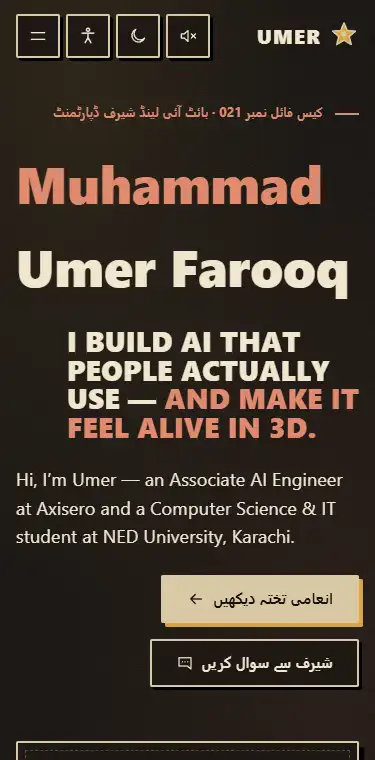 UMER
کیس فائل نمبر 021 · بائٹ آئی لینڈ شیرف ڈپارٹمنٹ
Muhammad
Umer Farooq
I BUILD AI THAT
PEOPLE ACTUALLY
USE — AND MAKE IT
FEEL ALIVE IN 3D.
Hi, I’m Umer — an Associate AI Engineer
at Axisero and a Computer Science & IT
student at NED University, Karachi.
انعامی تختہ دیکھیں
شیرف سے سوال کریں